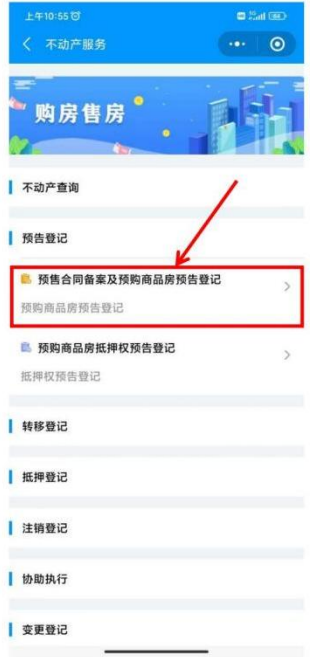 上午10:55
不动产服务
购房售房
不动产查询
预告登记
预售合同备案及预购商品房预告登记
预购商品房预告登记
预购商品房抵押权预告登记
抵押权预告登记
转移登记
抵押登记
注销登记
协助执行
变更登记